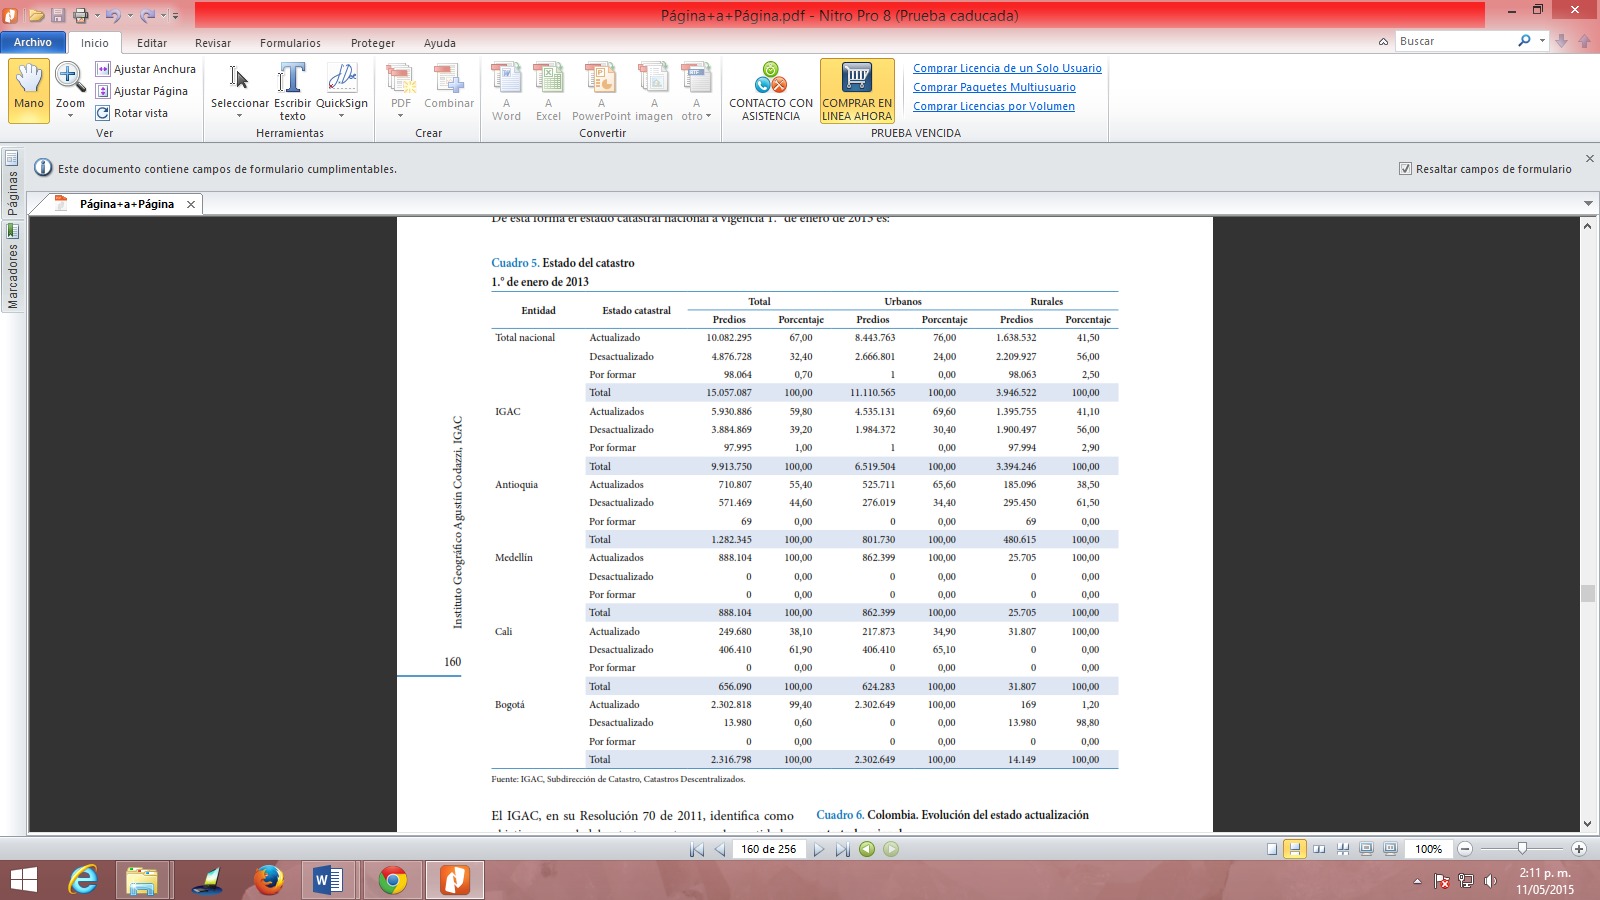 Página+a+Página.pdf - Nitro Pro 8 (Prueba caducada)
Archivo Inicio Editar Revisar Formularios Proteger Ayuda Buscar
Mano
Zoom
Ajustar Anchura
Ajustar Página
Rotar vista
Ver
Seleccionar
Escribir texto
QuickSign
Herramientas
PDF
Combinar
Crear
A Word
A Excel
A PowerPoint
A imagen
A otro
Convertir
CONTACTO CON ASISTENCIA
COMPRAR EN LINEA AHORA
Comprar Licencia de un Solo Usuario
Comprar Paquetes Multiusuario
Comprar Licencias por Volumen
PRUEBA VENCIDA
Este documento contiene campos de formulario cumplimentables. Resaltar campos de formulario
Páginas
Marcadores
Página+a+Página
De esta forma el estado catastral nacional a vigencia 1.° de enero de 2013 es:
Cuadro 5. Estado del catastro
1.° de enero de 2013
Entidad Estado catastral Total Urbanos Rurales
Predios Porcentaje Predios Porcentaje Predios Porcentaje
Total nacional Actualizado 10.082.295 67,00 8.443.763 76,00 1.638.532 41,50
Desactualizado 4.876.728 32,40 2.666.801 24,00 2.209.927 56,00
Por formar 98.064 0,70 1 0,00 98.063 2,50
Total 15.057.087 100,00 11.110.565 100,00 3.946.522 100,00
IGAC Actualizados 5.930.886 59,80 4.535.131 69,60 1.395.755 41,10
Desactualizado 3.884.869 39,20 1.984.372 30,40 1.900.497 56,00
Por formar 97.995 1,00 1 0,00 97.994 2,90
Total 9.913.750 100,00 6.519.504 100,00 3.394.246 100,00
Antioquia Actualizados 710.807 55,40 525.711 65,60 185.096 38,50
Desactualizado 571.469 44,60 276.019 34,40 295.450 61,50
Por formar 69 0,00 0 0,00 69 0,00
Total 1.282.345 100,00 801.730 100,00 480.615 100,00
Medellín Actualizados 888.104 100,00 862.399 100,00 25.705 100,00
Desactualizado 0 0,00 0 0,00 0 0,00
Por formar 0 0,00 0 0,00 0 0,00
Total 888.104 100,00 862.399 100,00 25.705 100,00
Cali Actualizado 249.680 38,10 217.873 34,90 31.807 100,00
Desactualizado 406.410 61,90 406.410 65,10 0 0,00
Por formar 0 0,00 0 0,00 0 0,00
Total 656.090 100,00 624.283 100,00 31.807 100,00
Bogotá Actualizado 2.302.818 99,40 2.302.649 100,00 169 1,20
Desactualizado 13.980 0,60 0 0,00 13.980 98,80
Por formar 0 0,00 0 0,00 0 0,00
Total 2.316.798 100,00 2.302.649 100,00 14.149 100,00
Fuente: IGAC, Subdirección de Catastro, Catastros Descentralizados.
Instituto Geográfico Agustín Codazzi, IGAC
160
El IGAC, en su Resolución 70 de 2011, identifica como
Cuadro 6. Colombia. Evolución del estado actualización
160 de 256
100%
2:11 p. m.
11/05/2015